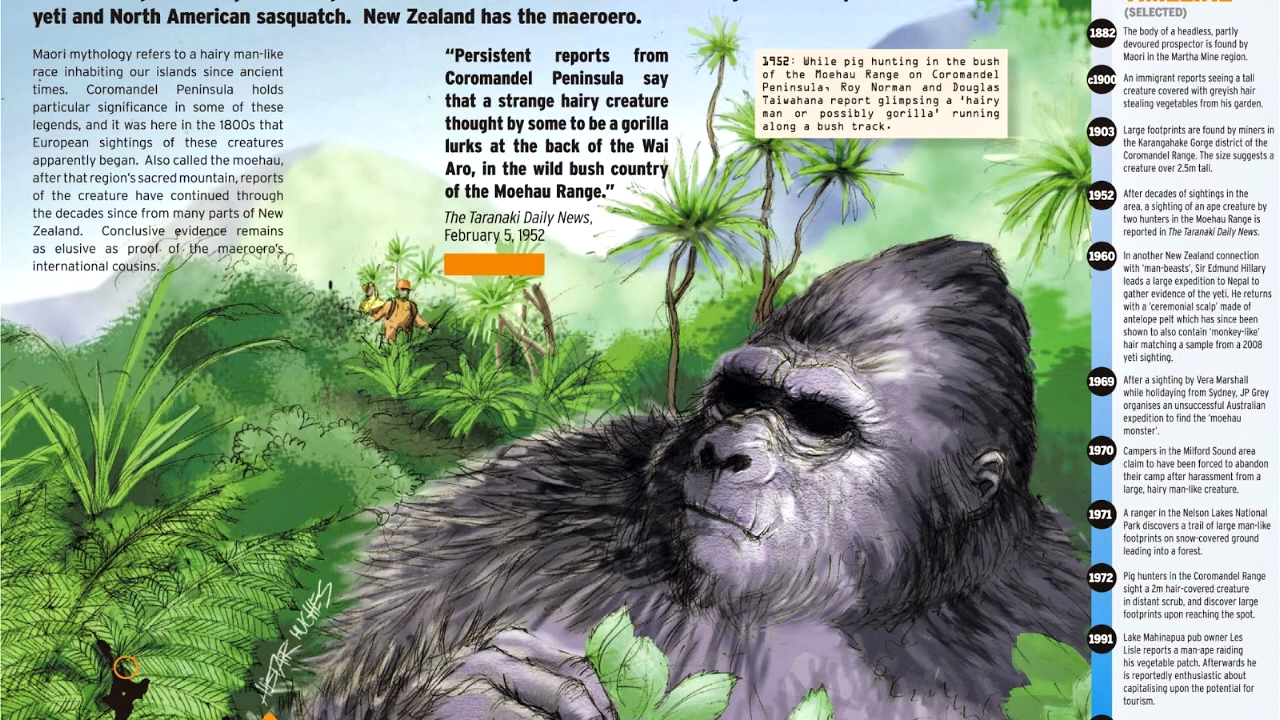 yeti and North American sasquatch. New Zealand has the maeroero.
Maori mythology refers to a hairy man-like
race inhabiting our islands since ancient
times. Coromandel Peninsula holds
particular significance in some of these
legends, and it was here in the 1800s that
European sightings of these creatures
apparently began. Also called the moehau,
after that region's sacred mountain, reports
of the creature have continued through
the decades since from many parts of New
Zealand. Conclusive evidence remains
as elusive as proof of the maeroero's
international cousins.
“Persistent reports from
Coromandel Peninsula say
that a strange hairy creature
thought by some to be a gorilla
lurks at the back of the Wai
Aro, in the wild bush country
of the Moehau Range.”
The Taranaki Daily News,
February 5, 1952
1952: While pig hunting in the bush
of the Moehau Range on Coromandel
Peninsula, Roy Norman and Douglas
Taiwahana report glimpsing a 'hairy
man or possibly gorilla' running
along a bush track.
(SELECTED)
1882
The body of a headless, partly
devoured prospector is found by
Maori in the Martha Mine region.
c1900
An immigrant reports seeing a tall
creature covered with greyish hair
stealing vegetables from his garden.
1903
Large footprints are found by miners in
the Karangahake Gorge district of the
Coromandel Range. The size suggests a
creature over 2.5m tall.
1952
After decades of sightings in the
area, a sighting of an ape creature by
two hunters in the Moehau Range is
reported in The Taranaki Daily News.
1960
In another New Zealand connection
with 'man-beasts', Sir Edmund Hillary
leads a large expedition to Nepal to
gather evidence of the yeti. He returns
with a 'ceremonial scalp' made of
antelope pelt which has since been
shown to also contain 'monkey-like'
hair matching a sample from a 2008
yeti sighting.
1969
After a sighting by Vera Marshall
while holidaying from Sydney, JP Grey
organises an unsuccessful Australian
expedition to find the 'moehau
monster'.
1970
Campers in the Milford Sound area
claim to have been forced to abandon
their camp after harassment from a
large, hairy man-like creature.
1971
A ranger in the Nelson Lakes National
Park discovers a trail of large man-like
footprints on snow-covered ground
leading into a forest.
1972
Pig hunters in the Coromandel Range
sight a 2m hair-covered creature
in distant scrub, and discover large
footprints upon reaching the spot.
1991
Lake Mahinapua pub owner Les
Lisle reports a man-ape raiding
his vegetable patch. Afterwards he
is reportedly enthusiastic about
capitalising upon the potential for
tourism.
HUGHES